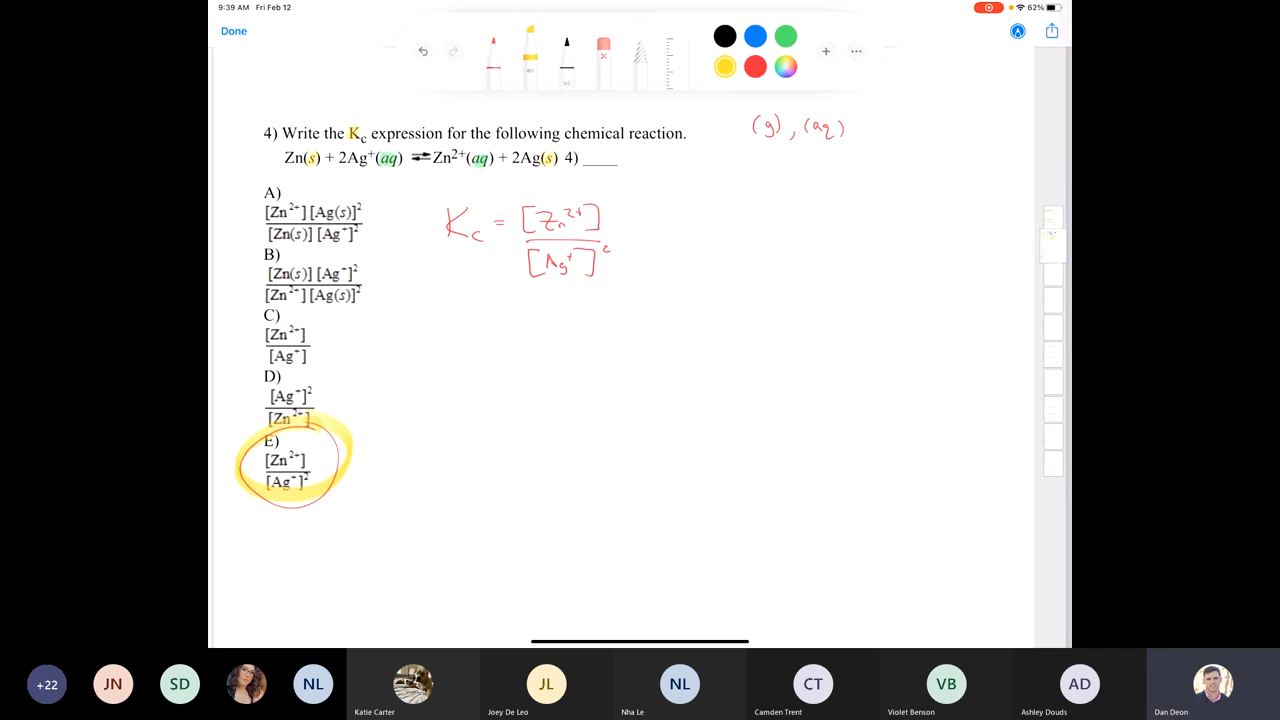 9:39 AM Fri Feb 12
62%
Done
4) Write the Kc expression for the following chemical reaction.
(g), (aq)
Zn(s) + 2Ag⁺(aq) ⇌ Zn²⁺(aq) + 2Ag(s) 4) _____
A)
[Zn²⁺] [Ag(s)]²
[Zn(s)] [Ag⁺]²
Kc = [Zn²⁺]
[Ag⁺]²
B)
[Zn(s)] [Ag⁺]²
[Zn²⁺] [Ag(s)]²
C)
[Zn²⁺]
[Ag⁺]
D)
[Ag⁺]²
[Zn²⁺]
E)
[Zn²⁺]
[Ag⁺]²
+22
JN
SD
NL
JL
NL
CT
VB
AD
Katie Carter
Joey De Leo
Nha Le
Camden Trent
Violet Benson
Ashley Douds
Dan Deon